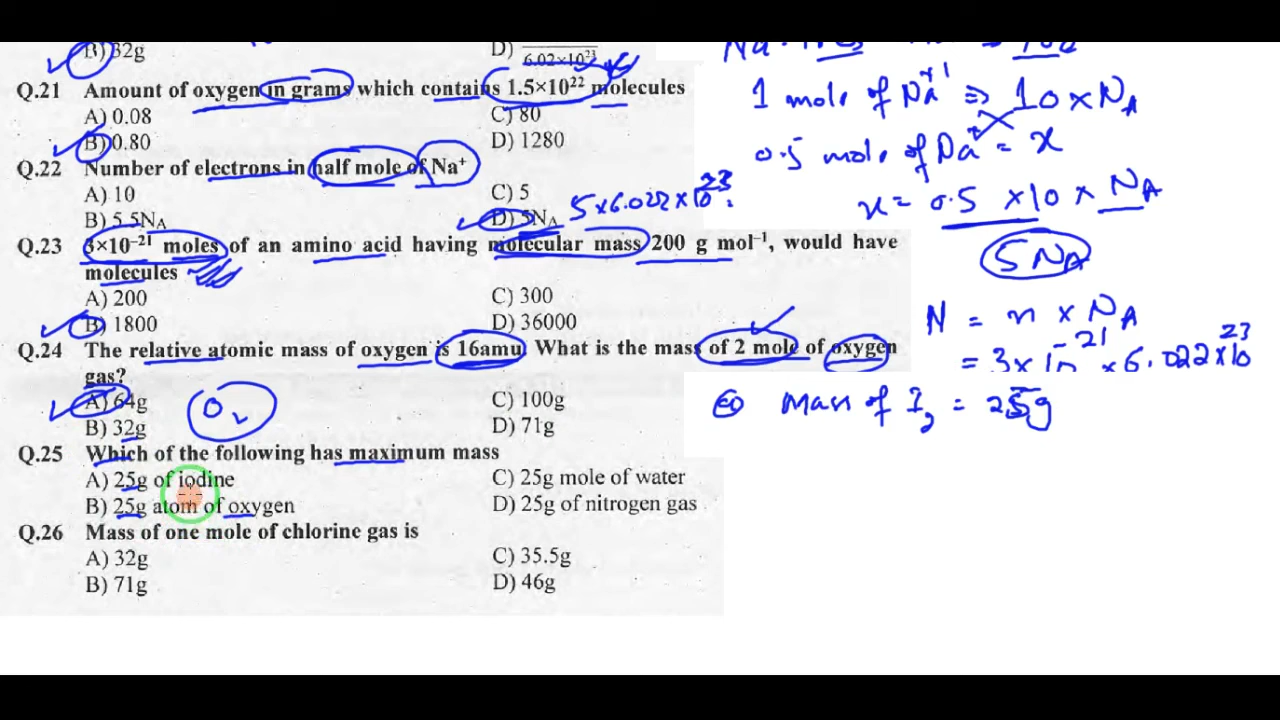 B) 32g
D) 6.02×10²³
Q.21 Amount of oxygen in grams which contains 1.5×10²² molecules
A) 0.08
C) 80
B) 0.80
D) 1280
Q.22 Number of electrons in half mole of Na⁺
A) 10
C) 5
B) 5.5Nᴀ
D) 5Nᴀ
5×6.022×10²³
Q.23 3×10⁻²¹ moles of an amino acid having molecular mass 200 g mol⁻¹, would have
molecules
A) 200
C) 300
B) 1800
D) 36000
Q.24 The relative atomic mass of oxygen is 16amu. What is the mass of 2 mole of oxygen
gas?
A) 64g
C) 100g
B) 32g
D) 71g
O₂
Q.25 Which of the following has maximum mass
A) 25g of iodine
C) 25g mole of water
B) 25g atom of oxygen
D) 25g of nitrogen gas
Q.26 Mass of one mole of chlorine gas is
A) 32g
C) 35.5g
B) 71g
D) 46g
1 mole of Na⁺¹ ⇒ 10×Nᴀ
0.5 mole of Na⁺ = x
x = 0.5 × 10 × Nᴀ
5Nᴀ
N = n × Nᴀ
= 3×10⁻²¹ × 6.022×10²³
Mass of I₂ = 25g